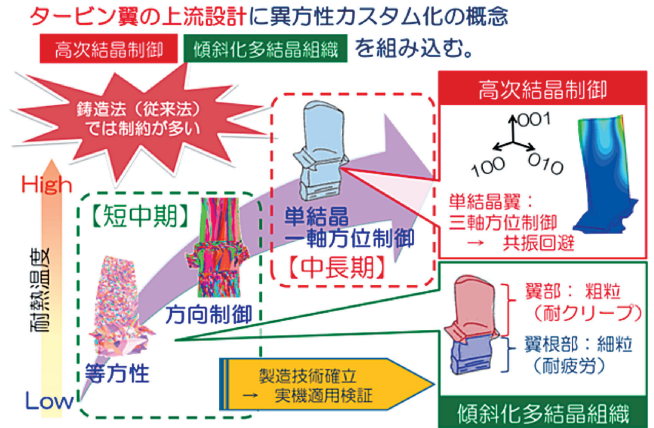 タービン翼の上流設計に異方性カスタム化の概念
高次結晶制御 傾斜化多結晶組織 を組み込む。
鋳造法（従来法）
では制約が多い
High
耐熱温度
Low
【短中期】
等方性
方向制御
単結晶
一軸方位制御
【中長期】
製造技術確立
→ 実機適用検証
高次結晶制御
001
100
010
単結晶翼：
三軸方位制御
→ 共振回避
翼部：粗粒
（耐クリープ）
翼根部：細粒
（耐疲労）
傾斜化多結晶組織